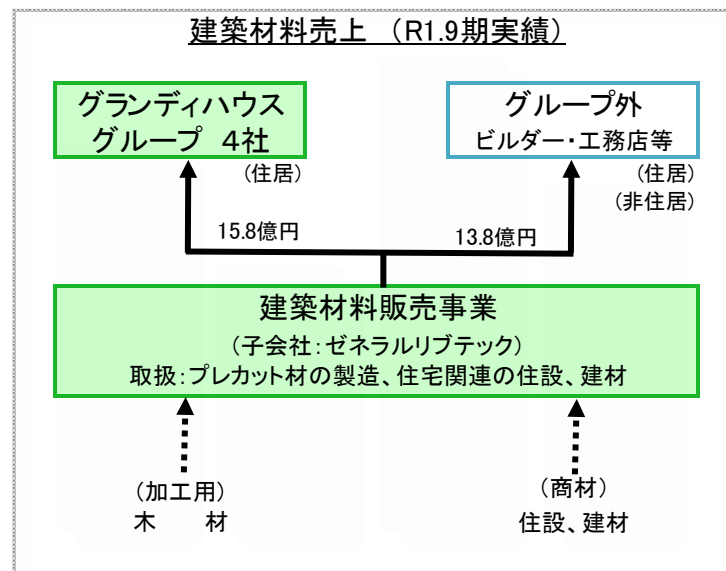 建築材料売上 （R1.9期実績）
グランディハウス
グループ ４社
グループ外
ビルダー・工務店等
(住居)
(住居)
(非住居)
15.8億円
13.8億円
建築材料販売事業
(子会社：ゼネラルリブテック)
取扱：プレカット材の製造、住宅関連の住設、建材
(加工用)
木 材
(商材)
住設、建材